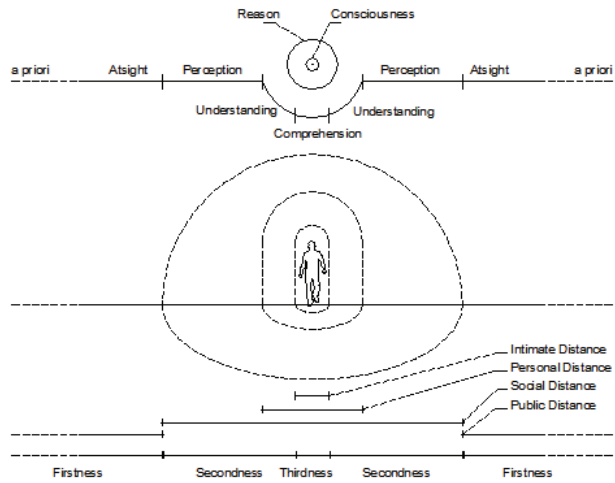 Reason Consciousness
a priori Atsight Perception Perception Atsight a priori
Understanding Understanding
Comprehension
Intimate Distance
Personal Distance
Social Distance
Public Distance
Firstness Secondness Thirdness Secondness Firstness